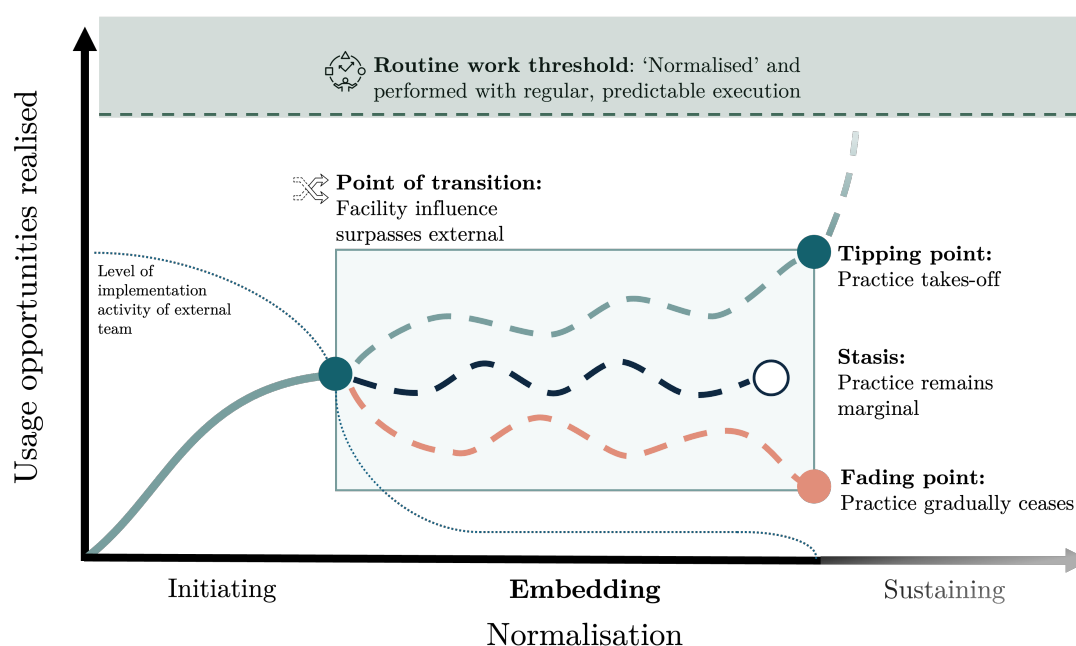 Routine work threshold: ‘Normalised’ and
performed with regular, predictable execution
Usage opportunities realised
Point of transition:
Facility influence
surpasses external
Level of
implementation
activity of external
team
Tipping point:
Practice takes-off
Stasis:
Practice remains
marginal
Fading point:
Practice gradually ceases
Initiating
Embedding
Sustaining
Normalisation